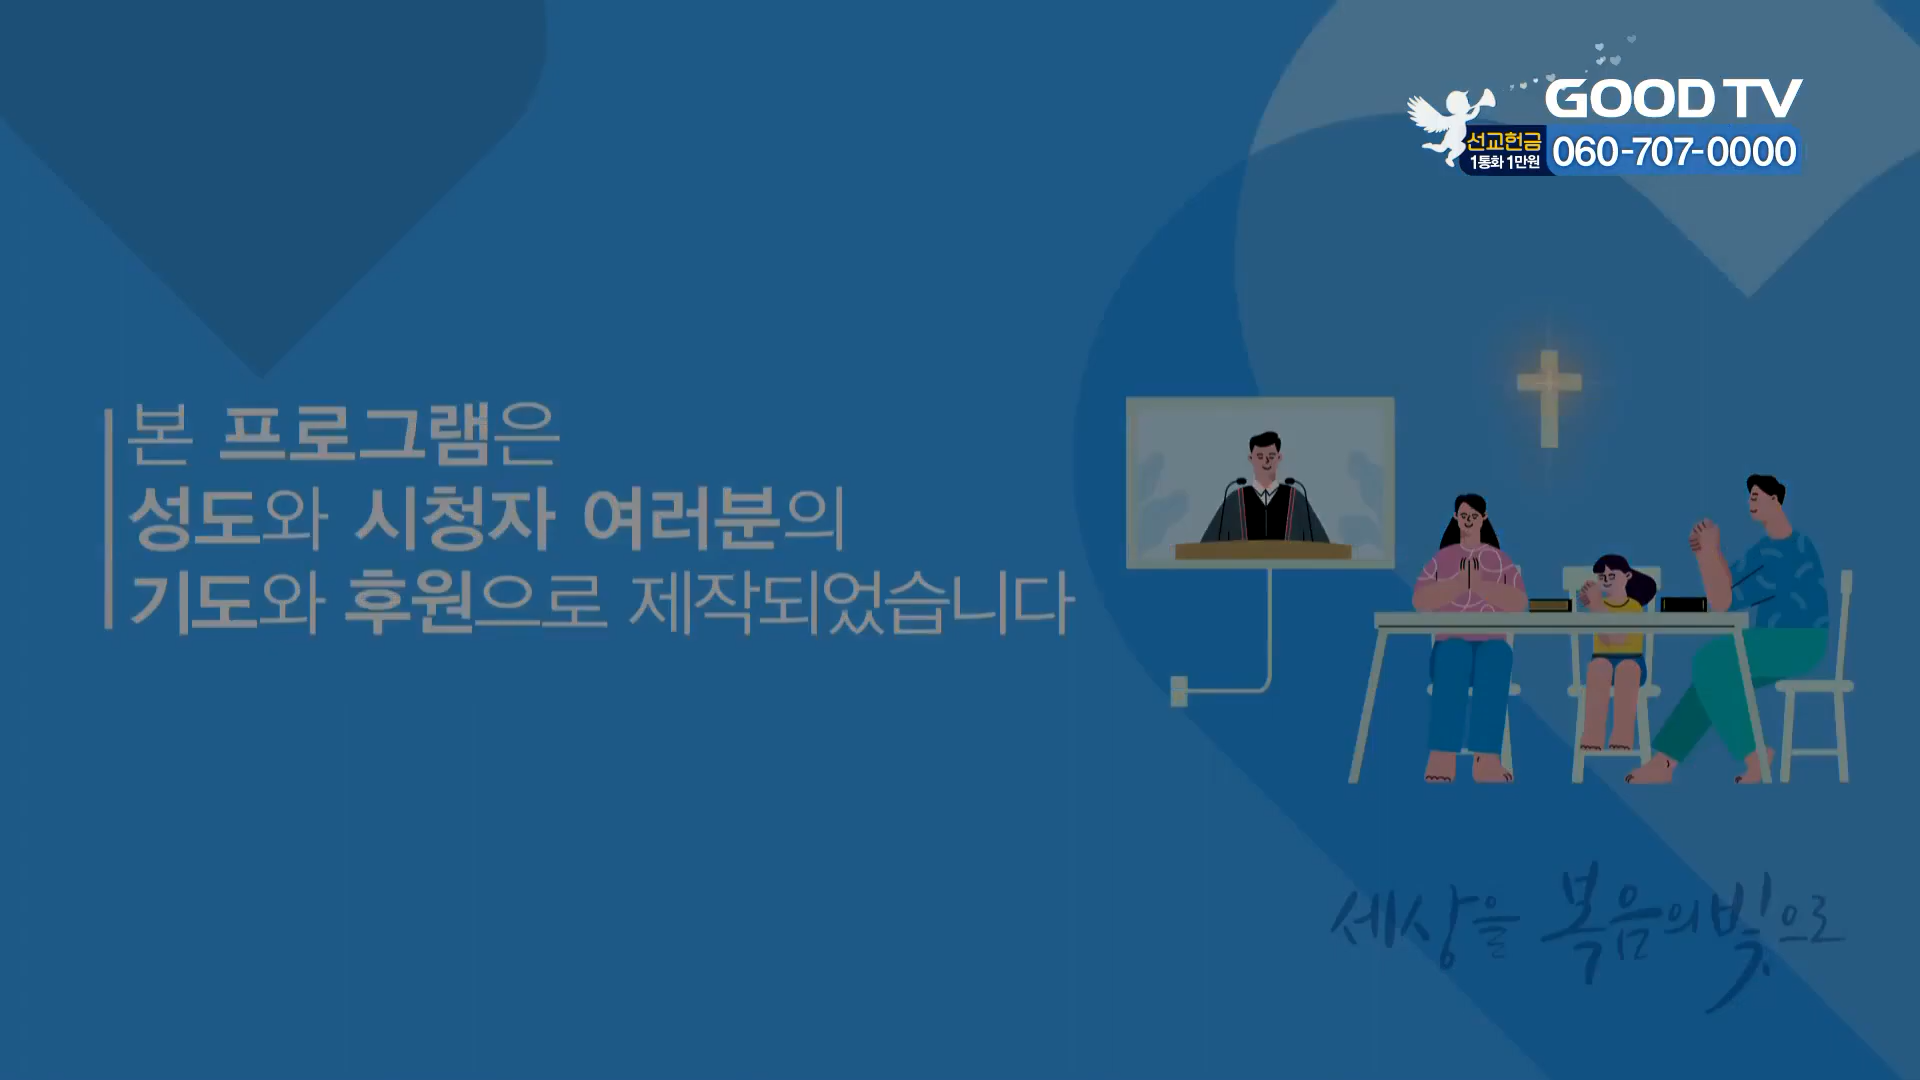 GOOD TV
선교헌금
1통화 1만원
060-707-0000
본 프로그램은
성도와 시청자 여러분의
기도와 후원으로 제작되었습니다
세상을 복음의 빛으로